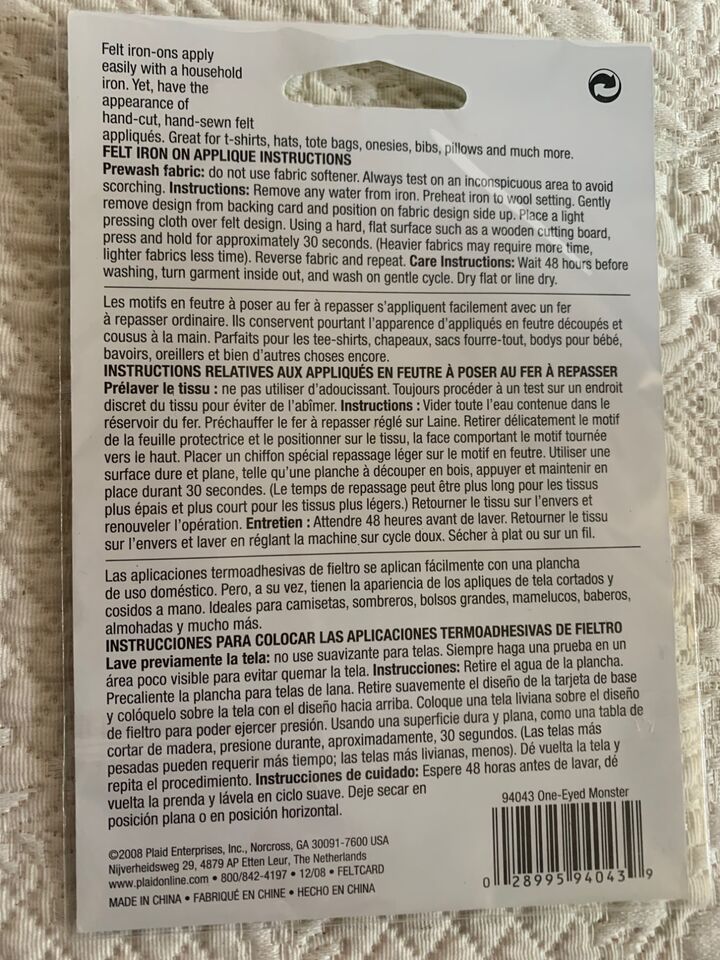 Felt iron-ons apply
easily with a household
iron. Yet, have the
appearance of
hand-cut, hand-sewn felt
appliqués. Great for t-shirts, hats, tote bags, onesies, bibs, pillows and much more.
FELT IRON ON APPLIQUE INSTRUCTIONS
Prewash fabric: do not use fabric softener. Always test on an inconspicuous area to avoid
scorching. Instructions: Remove any water from iron. Preheat iron to wool setting. Gently
remove design from backing card and position on fabric design side up. Place a light
pressing cloth over felt design. Using a hard, flat surface such as a wooden cutting board,
press and hold for approximately 30 seconds. (Heavier fabrics may require more time,
lighter fabrics less time). Reverse fabric and repeat. Care Instructions: Wait 48 hours before
washing, turn garment inside out, and wash on gentle cycle. Dry flat or line dry.
Les motifs en feutre à poser au fer à repasser s'appliquent facilement avec un fer
à repasser ordinaire. Ils conservent pourtant l'apparence d'appliqués en feutre découpés et
cousus à la main. Parfaits pour les tee-shirts, chapeaux, sacs fourre-tout, bodys pour bébé,
bavoirs, oreillers et bien d'autres choses encore.
INSTRUCTIONS RELATIVES AUX APPLIQUÉS EN FEUTRE À POSER AU FER À REPASSER
Prélaver le tissu : ne pas utiliser d'adoucissant. Toujours procéder à un test sur un endroit
discret du tissu pour éviter de l'abîmer. Instructions : Vider toute l'eau contenue dans le
réservoir du fer. Préchauffer le fer à repasser réglé sur Laine. Retirer délicatement le motif
de la feuille protectrice et le positionner sur le tissu, la face comportant le motif tournée
vers le haut. Placer un chiffon spécial repassage léger sur le motif en feutre. Utiliser une
surface dure et plane, telle qu'une planche à découper en bois, appuyer et maintenir en
place durant 30 secondes. (Le temps de repassage peut être plus long pour les tissus
plus épais et plus court pour les tissus plus légers.) Retourner le tissu sur l'envers et
renouveler l'opération. Entretien : Attendre 48 heures avant de laver. Retourner le tissu
sur l'envers et laver en réglant la machine sur cycle doux. Sécher à plat ou sur un fil.
Las aplicaciones termoadhesivas de fieltro se aplican fácilmente con una plancha
de uso doméstico. Pero, a su vez, tienen la apariencia de los apliques de tela cortados y
cosidos a mano. Ideales para camisetas, sombreros, bolsos grandes, mamelucos, baberos,
almohadas y mucho más.
INSTRUCCIONES PARA COLOCAR LAS APLICACIONES TERMOADHESIVAS DE FIELTRO
Lave previamente la tela: no use suavizante para telas. Siempre haga una prueba en un
área poco visible para evitar quemar la tela. Instrucciones: Retire el agua de la plancha.
Precaliente la plancha para telas de lana. Retire suavemente el diseño de la tarjeta de base
y colóquelo sobre la tela con el diseño hacia arriba. Coloque una tela liviana sobre el diseño
de fieltro para poder ejercer presión. Usando una superficie dura y plana, como una tabla de
cortar de madera, presione durante, aproximadamente, 30 segundos. (Las telas más
pesadas pueden requerir más tiempo; las telas más livianas, menos). Dé vuelta la tela y
repita el procedimiento. Instrucciones de cuidado: Espere 48 horas antes de lavar, dé
vuelta la prenda y lávela en ciclo suave. Deje secar en
posición plana o en posición horizontal.
94043 One-Eyed Monster
0 28995 94043 9
©2008 Plaid Enterprises, Inc., Norcross, GA 30091-7600 USA
Nijverheidsweg 29, 4879 AP Etten Leur, The Netherlands
www.plaidonline.com • 800/842-4197 • 12/08 • FELTCARD
MADE IN CHINA • FABRIQUÉ EN CHINE • HECHO EN CHINA